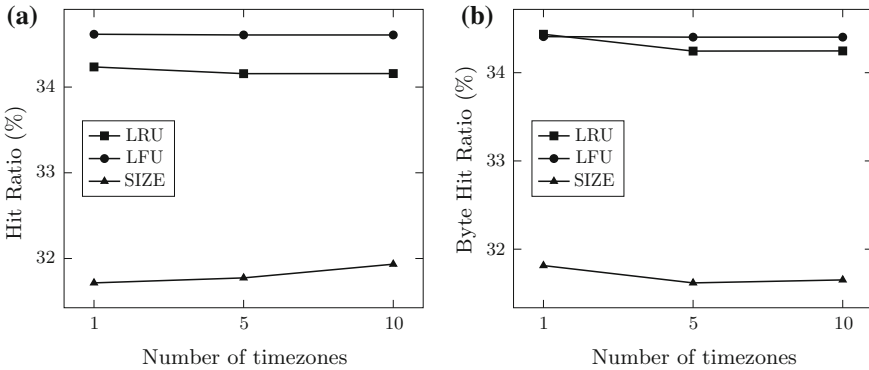 (a)
Hit Ratio (%)
34
33
32
LRU
LFU
SIZE
1 5 10
Number of timezones
(b)
Byte Hit Ratio (%)
34
33
32
LRU
LFU
SIZE
1 5 10
Number of timezones